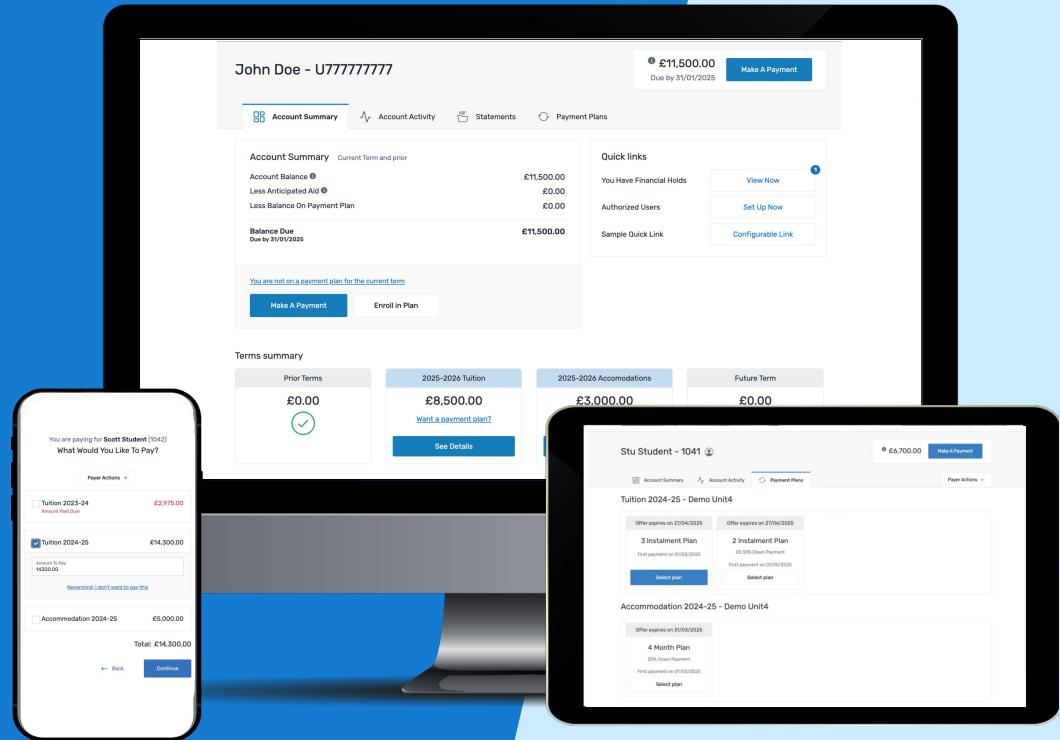 John Doe - U777777777
£11,500.00
Due by 31/01/2025
Make A Payment
Account Summary
Account Activity
Statements
Payment Plans
Account Summary Current Term and prior
Account Balance £11,500.00
Less Anticipated Aid £0.00
Less Balance On Payment Plan £0.00
Balance Due £11,500.00
Due by 31/01/2025
You are not on a payment plan for the current term
Make A Payment
Enroll in Plan
Quick links
1
You Have Financial Holds View Now
Authorized Users Set Up Now
Sample Quick Link Configurable Link
Terms summary
Prior Terms
£0.00
2025-2026 Tuition
£8,500.00
Want a payment plan?
See Details
2025-2026 Accomodations
£3,000.00
Future Term
£0.00
You are paying for Scott Student (1042)
What Would You Like To Pay?
Payer Actions
Tuition 2023-24 £2,975.00
Amount Past Due!
Tuition 2024-25 £14,300.00
Amount To Pay
14300.00
Nevermind, I don't want to pay this
Accommodation 2024-25 £5,000.00
Total: £14,300.00
← Back
Continue
Stu Student - 1041
£6,700.00
Make A Payment
Account Summary
Account Activity
Payment Plans
Payer Actions
Tuition 2024-25 - Demo Unit4
Offer expires on 27/04/2025
3 Instalment Plan
First payment on 01/03/2025
Select plan
Offer expires on 27/06/2025
2 Instalment Plan
33.33% Down Payment
First payment on 01/05/2025
Select plan
Accommodation 2024-25 - Demo Unit4
Offer expires on 31/03/2025
4 Month Plan
20% Down Payment
First payment on 01/03/2025
Select plan